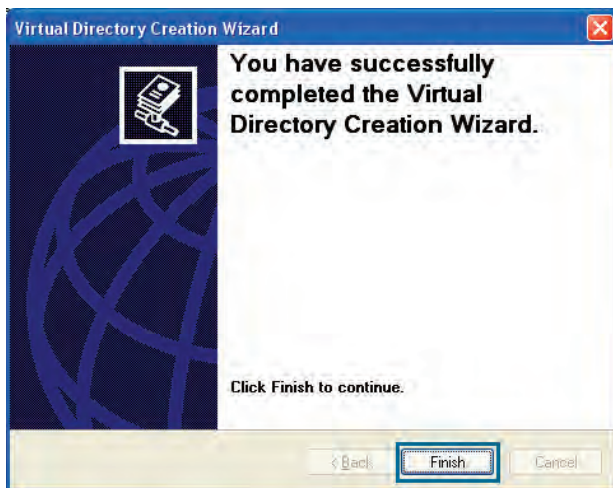 Virtual Directory Creation Wizard
You have successfully
completed the Virtual
Directory Creation Wizard.
Click Finish to continue.
< Back Finish Cancel